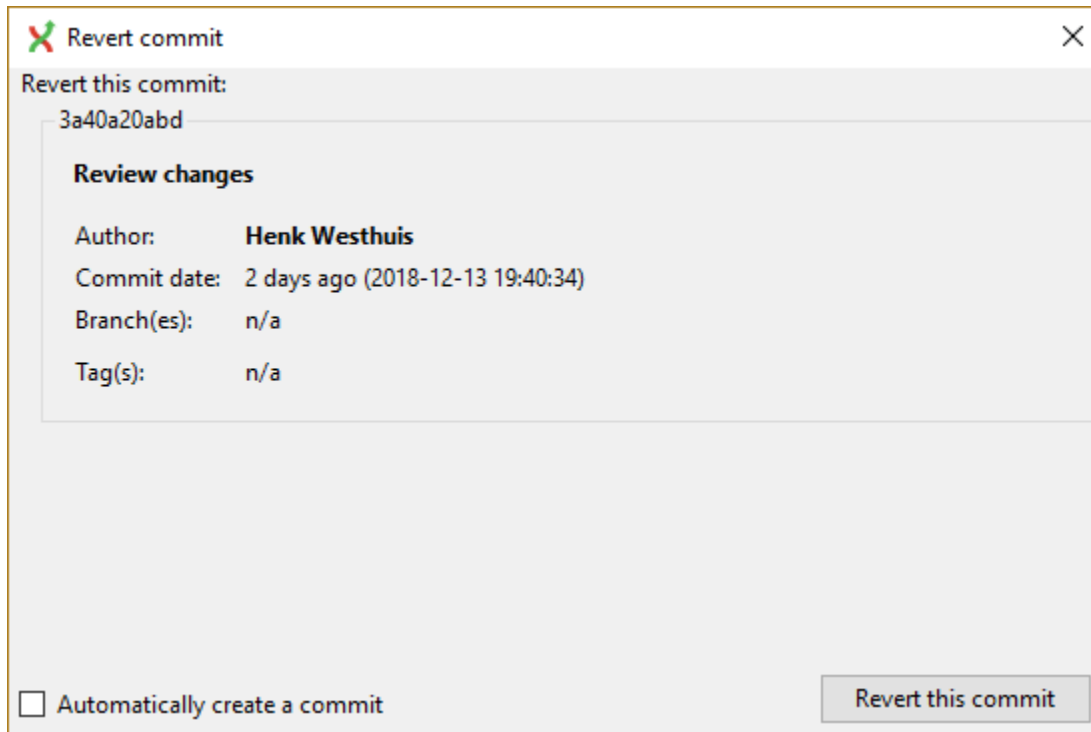 Revert commit
Revert this commit:
3a40a20abd
Review changes
Author: Henk Westhuis
Commit date: 2 days ago (2018-12-13 19:40:34)
Branch(es): n/a
Tag(s): n/a
Automatically create a commit
Revert this commit